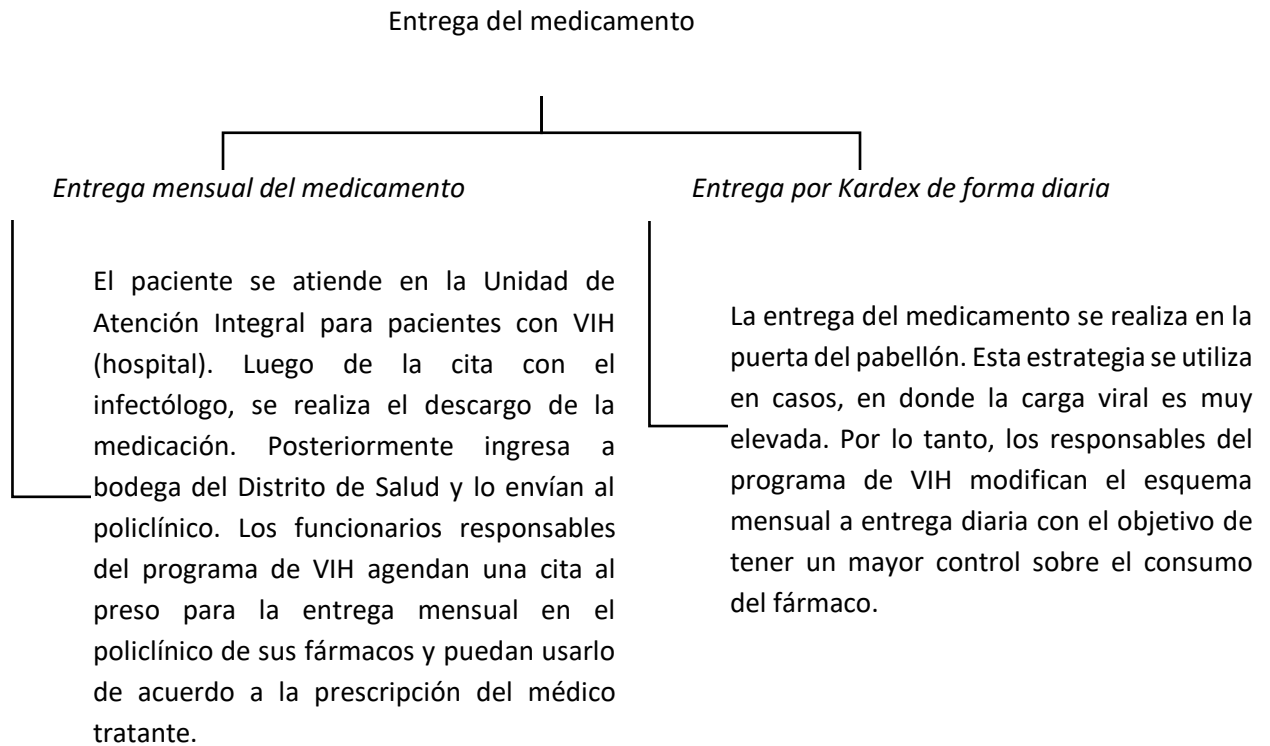 Entrega del medicamento
Entrega mensual del medicamento
El paciente se atiende en la Unidad de
Atención Integral para pacientes con VIH
(hospital). Luego de la cita con el
infectólogo, se realiza el descargo de la
medicación. Posteriormente ingresa a
bodega del Distrito de Salud y lo envían al
policlínico. Los funcionarios responsables
del programa de VIH agendan una cita al
preso para la entrega mensual en el
policlínico de sus fármacos y puedan usarlo
de acuerdo a la prescripción del médico
tratante.
Entrega por Kardex de forma diaria
La entrega del medicamento se realiza en la
puerta del pabellón. Esta estrategia se utiliza
en casos, en donde la carga viral es muy
elevada. Por lo tanto, los responsables del
programa de VIH modifican el esquema
mensual a entrega diaria con el objetivo de
tener un mayor control sobre el consumo
del fármaco.